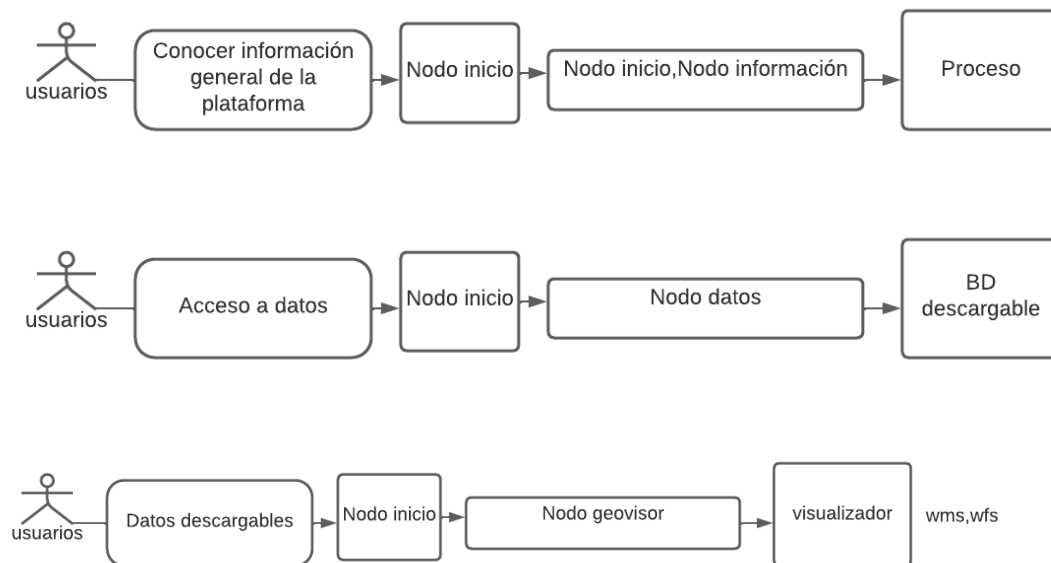 usuarios
Conocer información
general de la
plataforma
Nodo inicio
Nodo inicio,Nodo información
Proceso
usuarios
Acceso a datos
Nodo inicio
Nodo datos
BD
descargable
usuarios
Datos descargables
Nodo inicio
Nodo geovisor
visualizador
wms,wfs